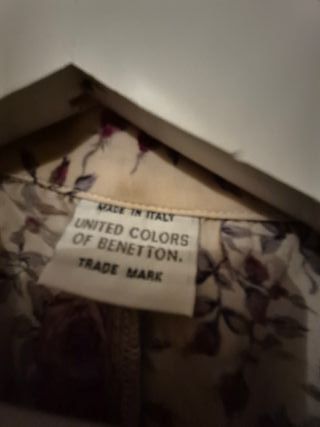 MADE IN ITALY
UNITED COLORS
OF BENETTON.
TRADE MARK